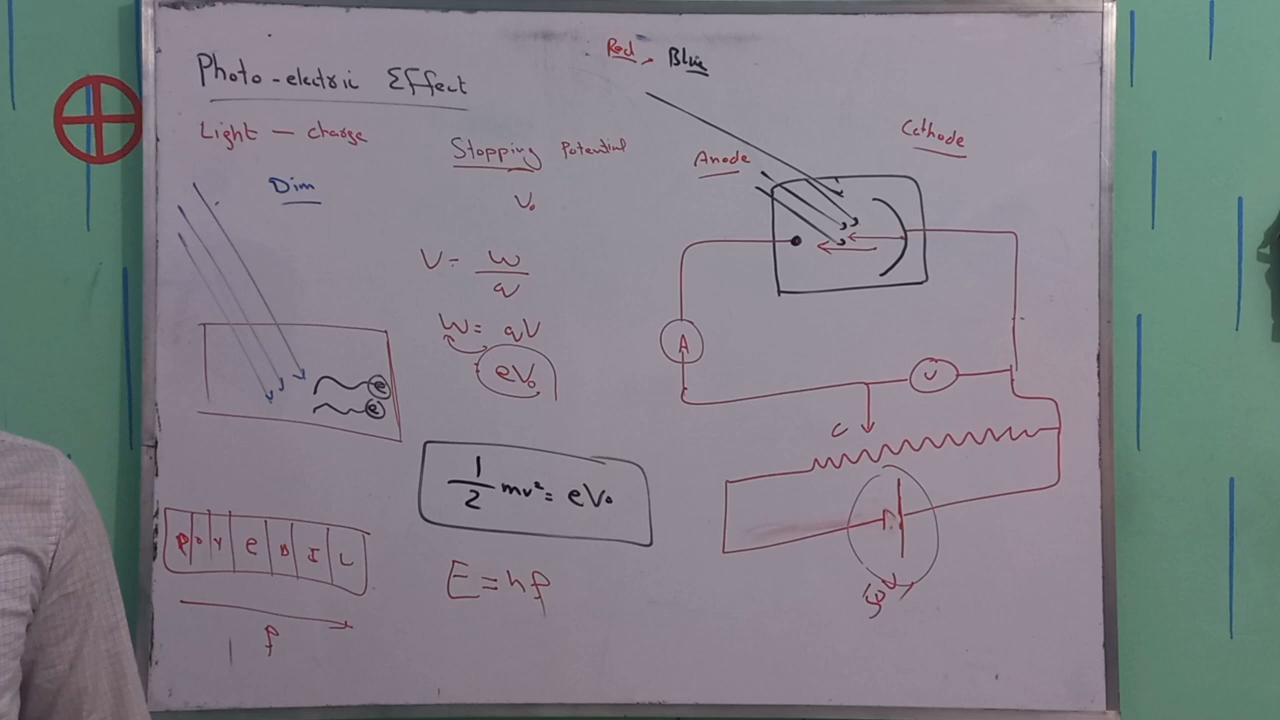 Photo-electric Effect
Red, Blue
Light – charge
Dim
Stopping Potential
V₀
V = W/q
W = qV
eV₀
1/2 mv² = eV₀
E = hf
e
e
f
Anode
Cathode
A
V
C
50V